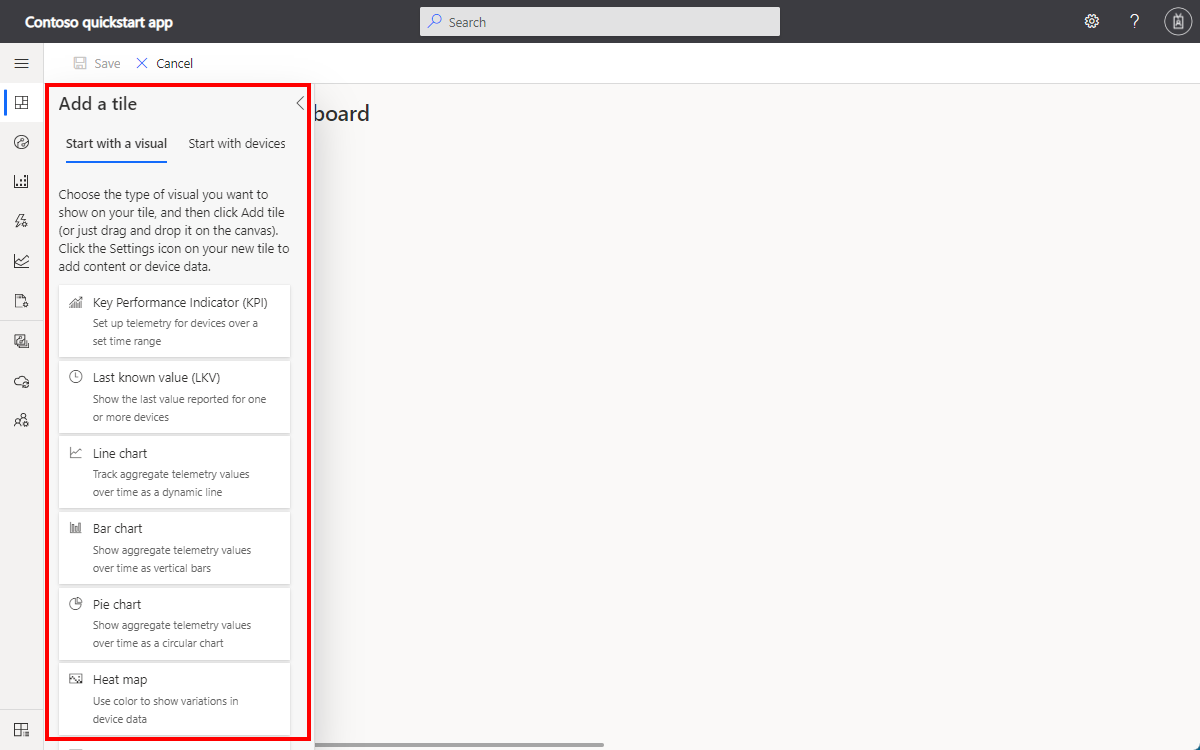 Contoso quickstart app
Search
?
Save
Cancel
Add a tile
board
Start with a visual
Start with devices
Choose the type of visual you want to
show on your tile, and then click Add tile
(or just drag and drop it on the canvas).
Click the Settings icon on your new tile to
add content or device data.
Key Performance Indicator (KPI)
Set up telemetry for devices over a
set time range
Last known value (LKV)
Show the last value reported for one
or more devices
Line chart
Track aggregate telemetry values
over time as a dynamic line
Bar chart
Show aggregate telemetry values
over time as vertical bars
Pie chart
Show aggregate telemetry values
over time as a circular chart
Heat map
Use color to show variations in
device data